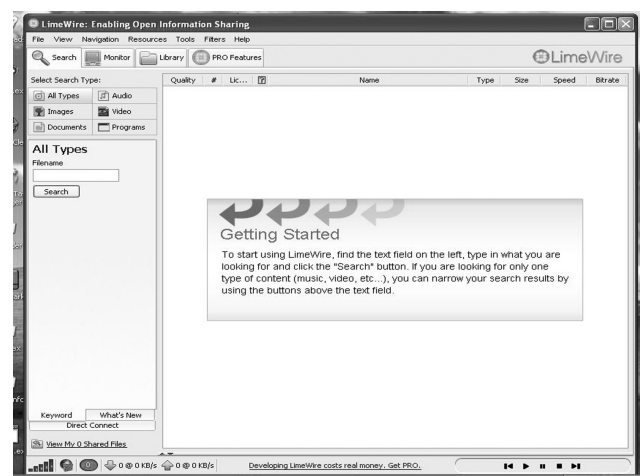 LimeWire: Enabling Open Information Sharing
File View Navigation Resources Tools Filters Help
Search Monitor Library PRO Features
LimeWire
Select Search Type:
All Types Audio
Images Video
Documents Programs
Quality # Lic... Name Type Size Speed Bitrate
All Types
Filename
Search
Getting Started
To start using LimeWire, find the text field on the left, type in what you are
looking for and click the "Search" button. If you are looking for only one
type of content (music, video, etc...), you can narrow your search results by
using the buttons above the text field.
Keyword What's New
Direct Connect
View My 0 Shared Files
0 @ 0 KB/s 0 @ 0 KB/s Developing LimeWire costs real money. Get PRO.